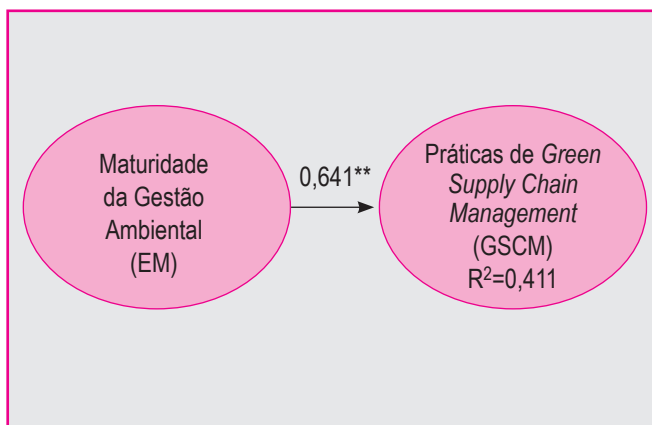 Maturidade
da Gestão
Ambiental
(EM)
0,641**
Práticas de Green
Supply Chain
Management
(GSCM)
R²=0,411